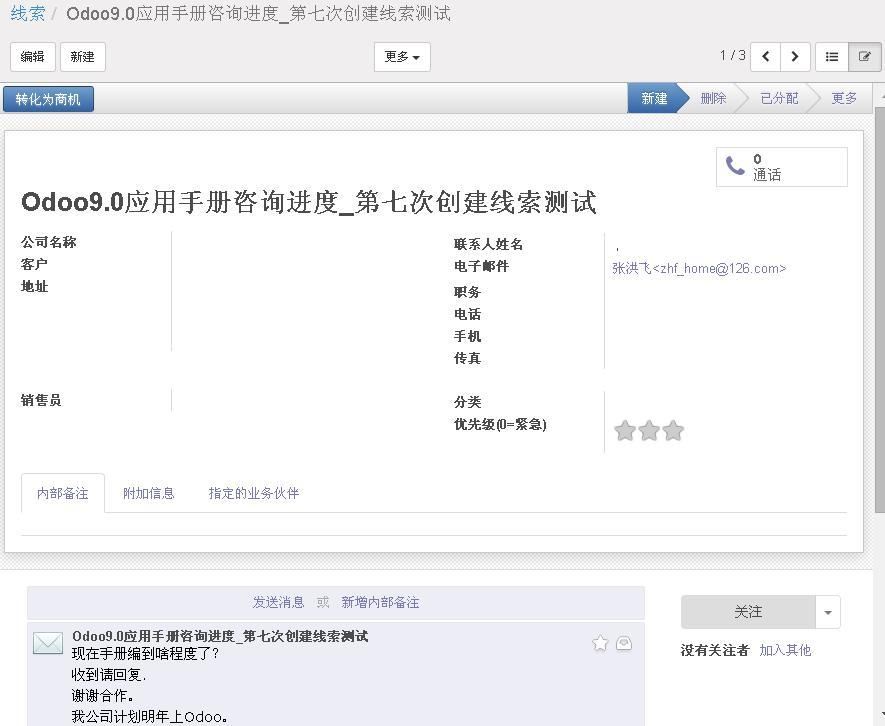 线索 / Odoo9.0应用手册咨询进度_第七次创建线索测试
编辑 新建 更多 1 / 3
转化为商机 新建 删除 已分配 更多
0
通话
Odoo9.0应用手册咨询进度_第七次创建线索测试
公司名称
客户
地址
联系人姓名 ,
电子邮件 张洪飞<zhf_home@126.com>
职务
电话
手机
传真
销售员
分类
优先级(0=紧急)
内部备注 附加信息 指定的业务伙伴
发送消息 或 新增内部备注
关注
没有关注者 加入其他
Odoo9.0应用手册咨询进度_第七次创建线索测试
现在手册编到啥程度了?
收到请回复.
谢谢合作。
我公司计划明年上Odoo。